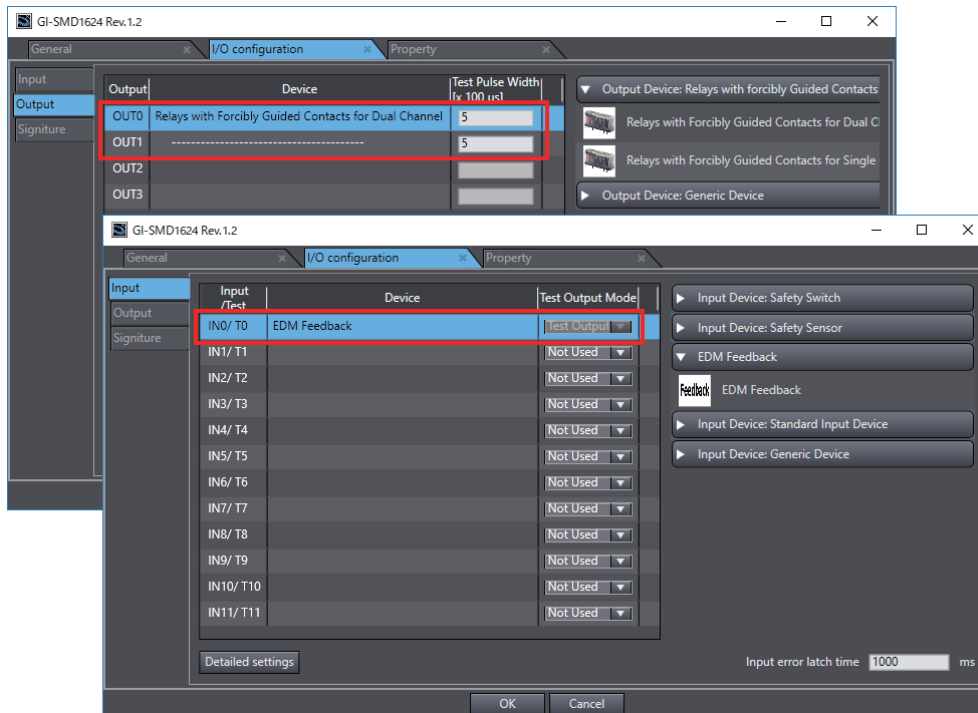 GI-SMD1624 Rev.1.2
General I/O configuration Property
Input
Output
Signiture
Output Device Test Pulse Width [x 100 us]
OUT0 Relays with Forcibly Guided Contacts for Dual Channel 5
OUT1 ---------------------------------------- 5
OUT2
OUT3
Output Device: Relays with forcibly Guided Contacts
Relays with Forcibly Guided Contacts for Dual C
Relays with Forcibly Guided Contacts for Single
Output Device: Generic Device
GI-SMD1624 Rev.1.2
General I/O configuration Property
Input
Output
Signiture
Input /Test Device Test Output Mode
IN0/ T0 EDM Feedback Test Output
IN1/ T1 Not Used
IN2/ T2 Not Used
IN3/ T3 Not Used
IN4/ T4 Not Used
IN5/ T5 Not Used
IN6/ T6 Not Used
IN7/ T7 Not Used
IN8/ T8 Not Used
IN9/ T9 Not Used
IN10/ T10 Not Used
IN11/ T11 Not Used
Input Device: Safety Switch
Input Device: Safety Sensor
EDM Feedback
Feedback EDM Feedback
Input Device: Standard Input Device
Input Device: Generic Device
Detailed settings
Input error latch time 1000 ms
OK Cancel